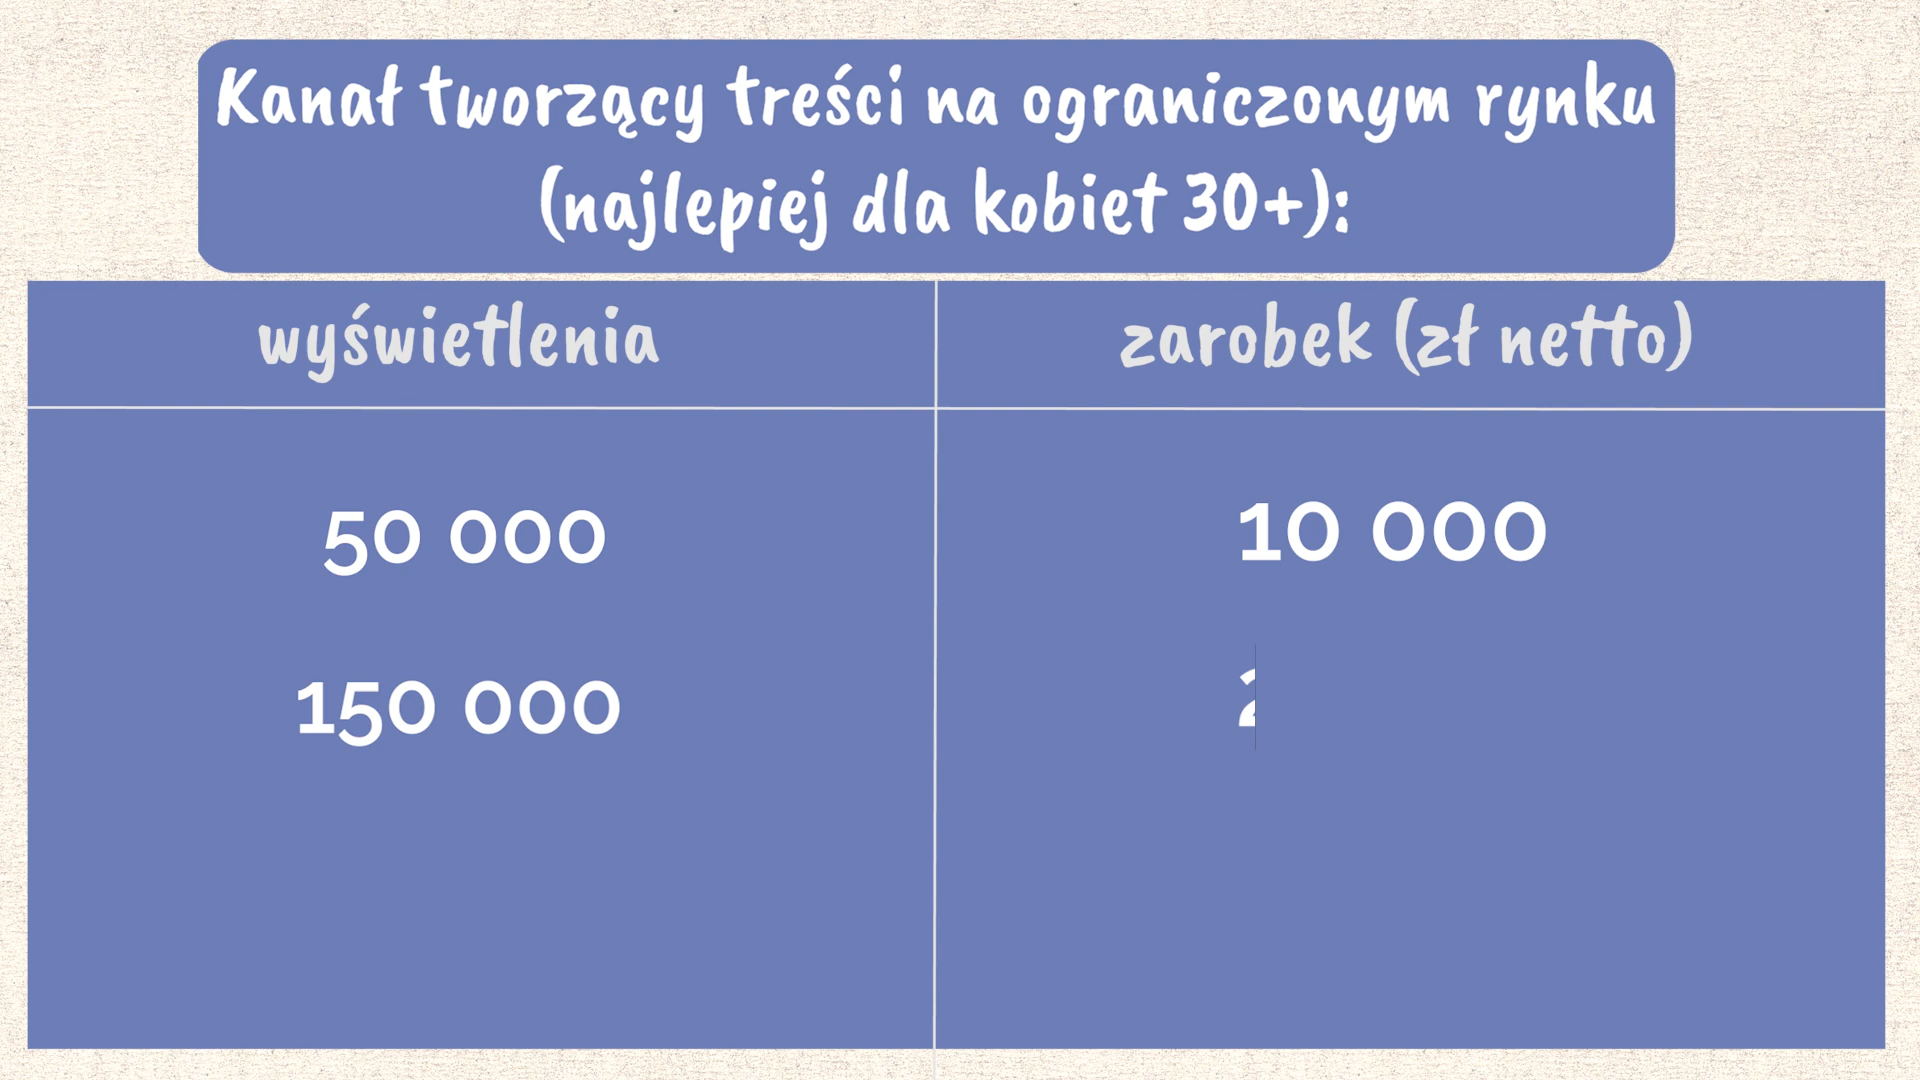 Kanał tworzący treści na ograniczonym rynku
(najlepiej dla kobiet 30+):
wyświetlenia zarobek (zł netto)
50 000 10 000
150 000